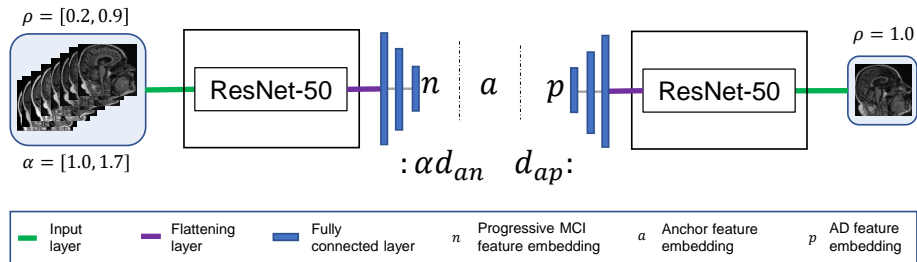 ρ = [0.2, 0.9]
α = [1.0, 1.7]
ResNet-50
n a p
: αd_an d_ap:
ResNet-50
ρ = 1.0
Input layer
Flattening layer
Fully connected layer
n Progressive MCI feature embedding
a Anchor feature embedding
p AD feature embedding